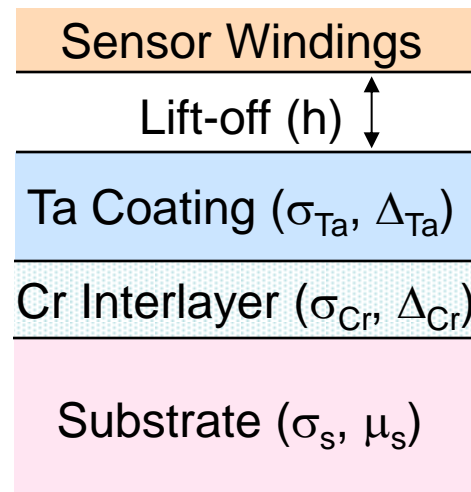 Sensor Windings
Lift-off (h)
Ta Coating (σTa, ΔTa)
Cr Interlayer (σCr, ΔCr)
Substrate (σs, μs)